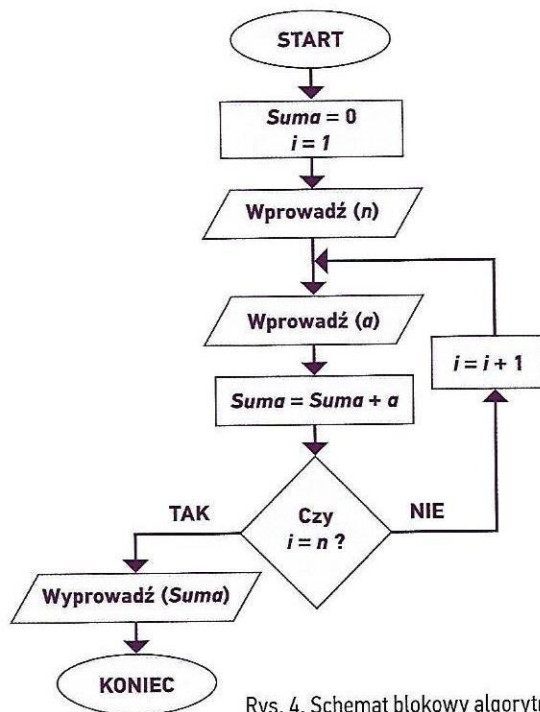 START
Suma = 0
i = 1
Wprowadź (n)
Wprowadź (a)
i = i + 1
Suma = Suma + a
Czy
i = n ?
TAK
NIE
Wyprowadź (Suma)
KONIEC
Rys. 4. Schemat blokowy